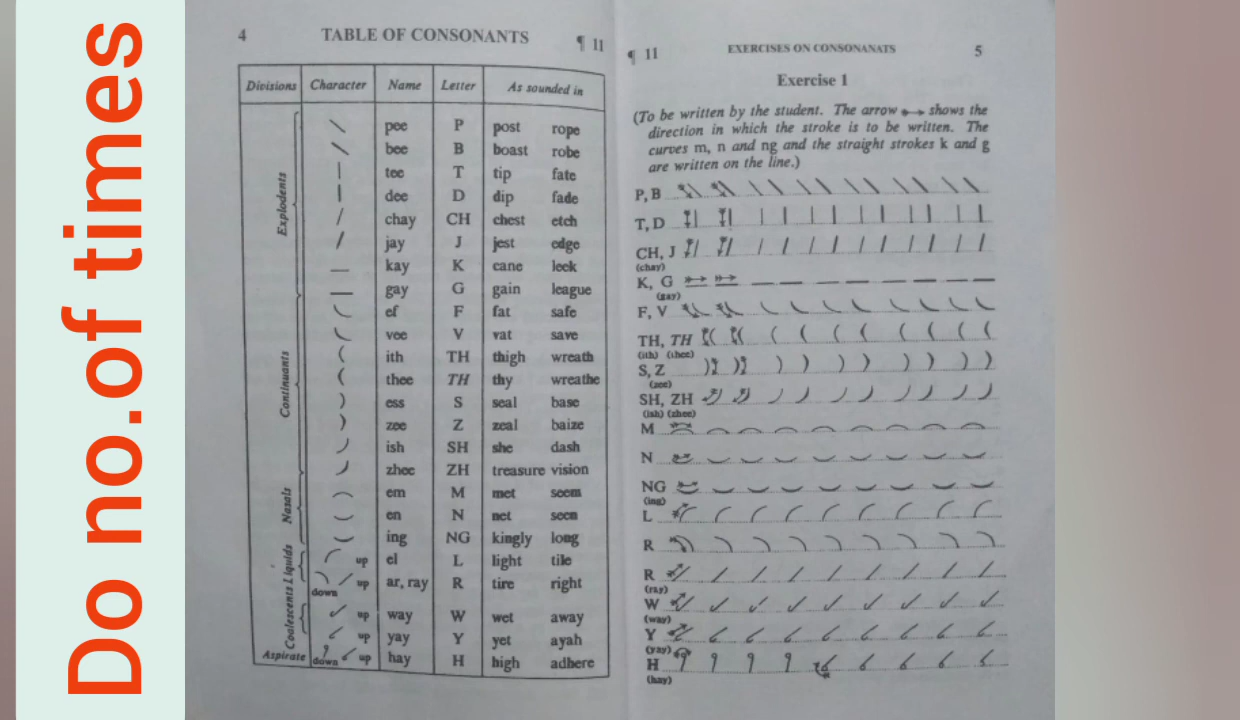 Do no.of times
4 TABLE OF CONSONANTS ¶ 11
Divisions Character Name Letter As sounded in
Explodents
pee P post rope
bee B boast robe
tee T tip fate
dee D dip fade
chay CH chest etch
jay J jest edge
kay K cane leek
gay G gain league
Continuants
ef F fat safe
vee V vat save
ith TH thigh wreath
thee TH thy wreathe
ess S seal base
zee Z zeal baize
ish SH she dash
zhee ZH treasure vision
Nasals
em M met seem
en N net seen
ing NG kingly long
Liquids
up el L light tile
down up ar, ray R tire right
Coalescents
up way W wet away
up yay Y yet ayah
Aspirate down up hay H high adhere
¶ 11 EXERCISES ON CONSONANATS 5
Exercise 1
(To be written by the student. The arrow shows the
direction in which the stroke is to be written. The
curves m, n and ng and the straight strokes k and g
are written on the line.)
P, B
T, D
CH, J
(chay)
K, G
(gay)
F, V
TH, TH
(ith) (thee)
S, Z
(zee)
SH, ZH
(ish) (zhee)
M
N
NG
(ing)
L
R
R
(ray)
W
(way)
Y
(yay)
H
(hay)